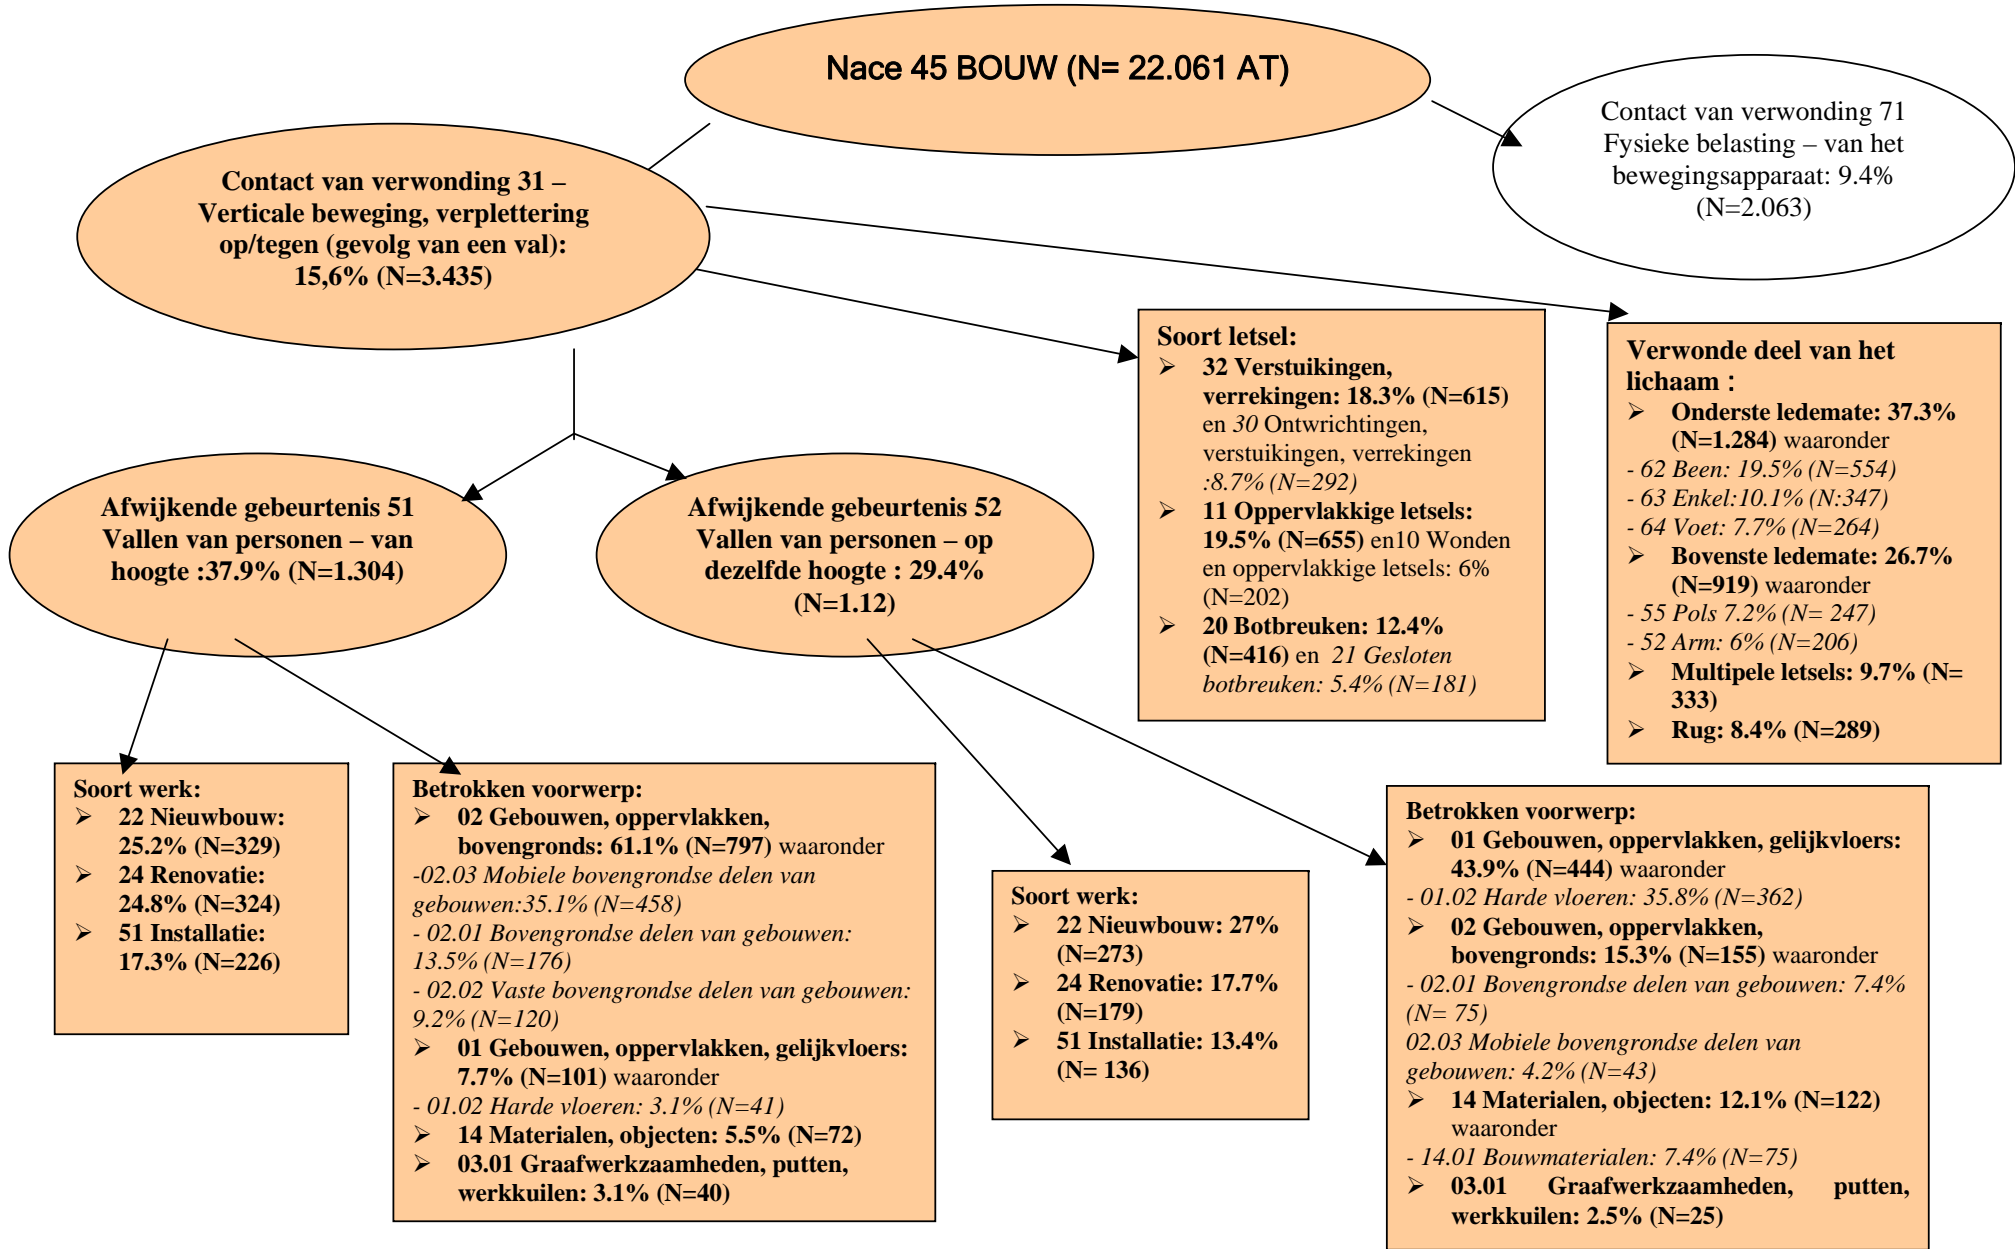 Nace 45 BOUW (N= 22.061 AT)
Contact van verwonding 71
Fysieke belasting – van het
bewegingsapparaat: 9.4%
(N=2.063)
Contact van verwonding 31 –
Verticale beweging, verplettering
op/tegen (gevolg van een val):
15,6% (N=3.435)
Soort letsel:
➢ 32 Verstuikingen,
verrekingen: 18.3% (N=615)
en 30 Ontwrichtingen,
verstuikingen, verrekingen
:8.7% (N=292)
➢ 11 Oppervlakkige letsels:
19.5% (N=655) en10 Wonden
en oppervlakkige letsels: 6%
(N=202)
➢ 20 Botbreuken: 12.4%
(N=416) en 21 Gesloten
botbreuken: 5.4% (N=181)
Verwonde deel van het
lichaam :
➢ Onderste ledemate: 37.3%
(N=1.284) waaronder
- 62 Been: 19.5% (N=554)
- 63 Enkel:10.1% (N:347)
- 64 Voet: 7.7% (N=264)
➢ Bovenste ledemate: 26.7%
(N=919) waaronder
- 55 Pols 7.2% (N= 247)
- 52 Arm: 6% (N=206)
➢ Multipele letsels: 9.7% (N=
333)
➢ Rug: 8.4% (N=289)
Afwijkende gebeurtenis 51
Vallen van personen – van
hoogte :37.9% (N=1.304)
Afwijkende gebeurtenis 52
Vallen van personen – op
dezelfde hoogte : 29.4%
(N=1.12)
Soort werk:
➢ 22 Nieuwbouw:
25.2% (N=329)
➢ 24 Renovatie:
24.8% (N=324)
➢ 51 Installatie:
17.3% (N=226)
Betrokken voorwerp:
➢ 02 Gebouwen, oppervlakken,
bovengronds: 61.1% (N=797) waaronder
-02.03 Mobiele bovengrondse delen van
gebouwen:35.1% (N=458)
- 02.01 Bovengrondse delen van gebouwen:
13.5% (N=176)
- 02.02 Vaste bovengrondse delen van gebouwen:
9.2% (N=120)
➢ 01 Gebouwen, oppervlakken, gelijkvloers:
7.7% (N=101) waaronder
- 01.02 Harde vloeren: 3.1% (N=41)
➢ 14 Materialen, objecten: 5.5% (N=72)
➢ 03.01 Graafwerkzaamheden, putten,
werkkuilen: 3.1% (N=40)
Soort werk:
➢ 22 Nieuwbouw: 27%
(N=273)
➢ 24 Renovatie: 17.7%
(N=179)
➢ 51 Installatie: 13.4%
(N= 136)
Betrokken voorwerp:
➢ 01 Gebouwen, oppervlakken, gelijkvloers:
43.9% (N=444) waaronder
- 01.02 Harde vloeren: 35.8% (N=362)
➢ 02 Gebouwen, oppervlakken,
bovengronds: 15.3% (N=155) waaronder
- 02.01 Bovengrondse delen van gebouwen: 7.4%
(N= 75)
02.03 Mobiele bovengrondse delen van
gebouwen: 4.2% (N=43)
➢ 14 Materialen, objecten: 12.1% (N=122)
waaronder
- 14.01 Bouwmaterialen: 7.4% (N=75)
➢ 03.01 Graafwerkzaamheden, putten,
werkkuilen: 2.5% (N=25)